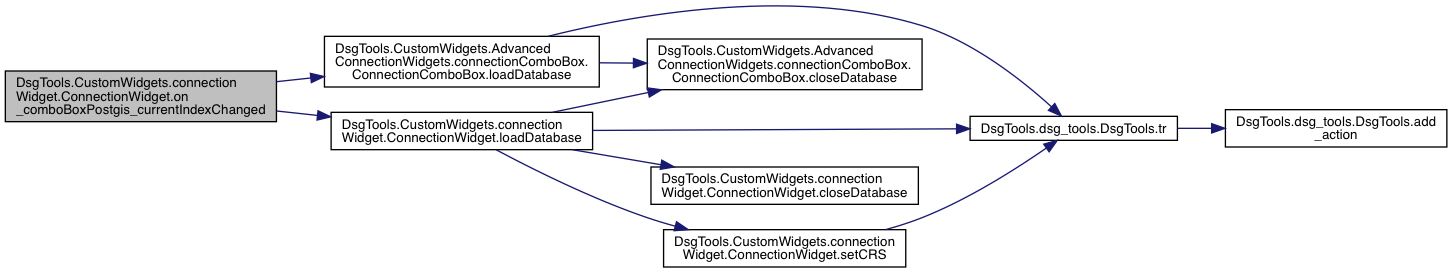 DsgTools.CustomWidgets.connection
Widget.ConnectionWidget.on
_comboBoxPostgis_currentIndexChanged
DsgTools.CustomWidgets.Advanced
ConnectionWidgets.connectionComboBox.
ConnectionComboBox.loadDatabase
DsgTools.CustomWidgets.connection
Widget.ConnectionWidget.loadDatabase
DsgTools.CustomWidgets.Advanced
ConnectionWidgets.connectionComboBox.
ConnectionComboBox.closeDatabase
DsgTools.CustomWidgets.connection
Widget.ConnectionWidget.closeDatabase
DsgTools.CustomWidgets.connection
Widget.ConnectionWidget.setCRS
DsgTools.dsg_tools.DsgTools.tr
DsgTools.dsg_tools.DsgTools.add
_action